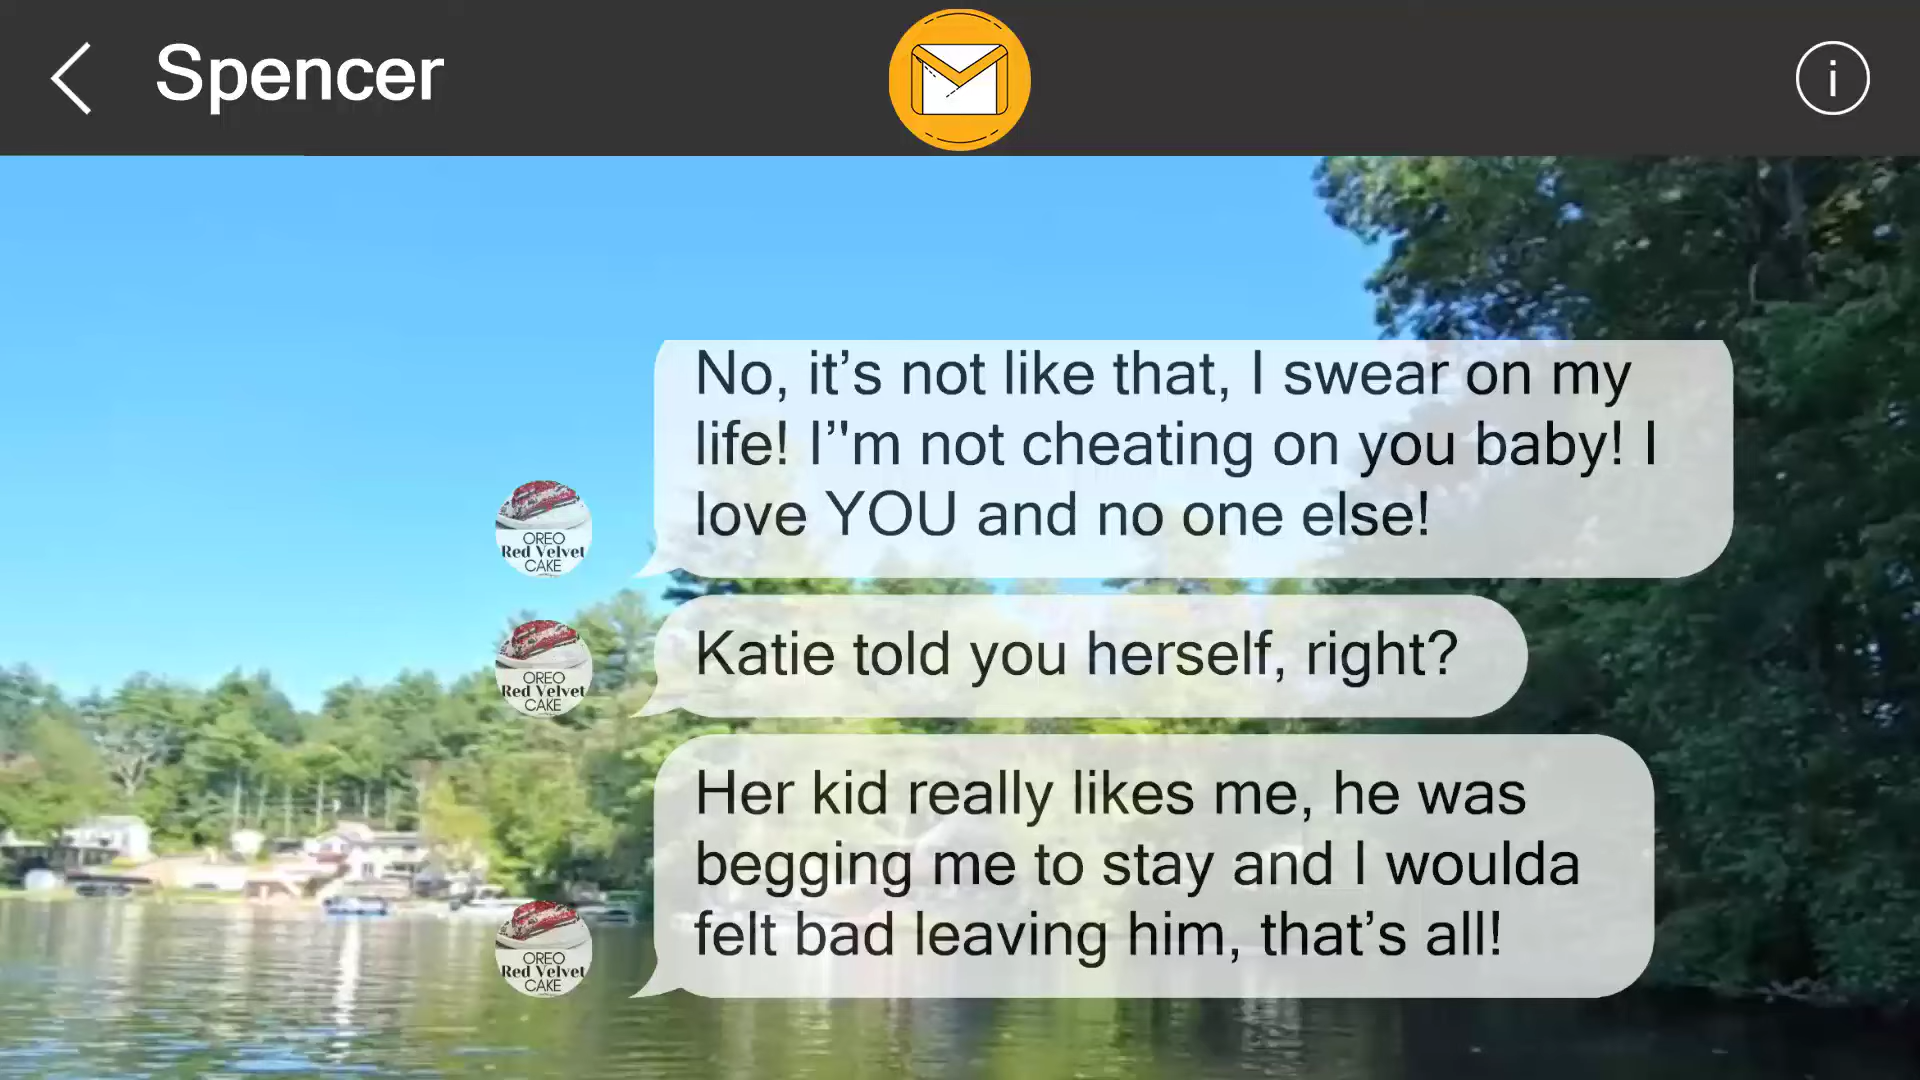 Spencer
No, it’s not like that, I swear on my
life! I’'m not cheating on you baby! I
love YOU and no one else!
OREO
Red Velvet
CAKE
Katie told you herself, right?
OREO
Red Velvet
CAKE
Her kid really likes me, he was
begging me to stay and I woulda
felt bad leaving him, that’s all!
OREO
Red Velvet
CAKE